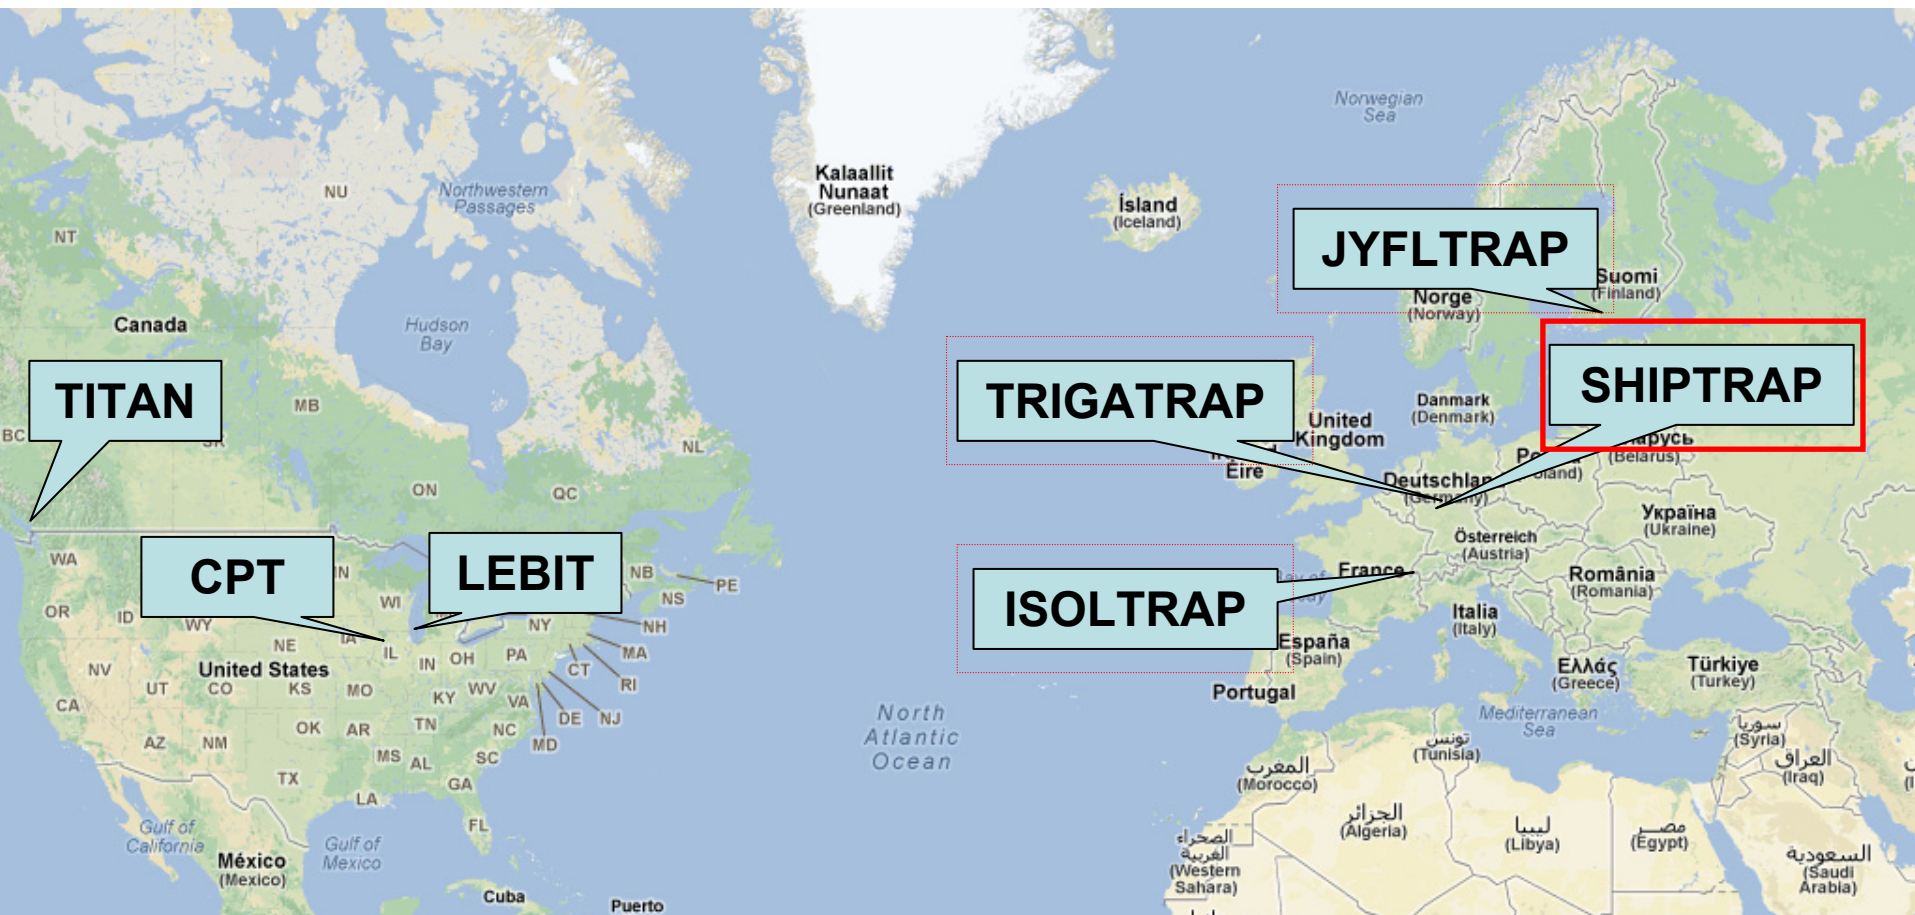 Norwegian
Sea
Kalaallit
Nunaat
(Greenland)
NU
Northwestern
Passages
Ísland
(Iceland)
NT
JYFLTRAP
Suomi
(Finland)
Norge
(Norway)
Canada
Hudson
Bay
TITAN
TRIGATRAP
SHIPTRAP
MB
Danmark
(Denmark)
United
Kingdom
BC
NL
(Belarus)
Éire
Deutschland
(Germany)
ON
QC
Україна
(Ukraine)
Österreich
(Austria)
WA
CPT
LEBIT
NB
PE
NS
ISOLTRAP
France
România
(Romania)
OR
ID
WY
WI
NY
NH
Italia
(Italy)
NE
IA
IL
IN
OH
PA
CT
MA
RI
España
(Spain)
Ελλάς
(Greece)
Türkiye
(Turkey)
NV
United States
UT
CO
KS
MO
KY
WV
VA
Portugal
CA
OK
AR
TN
NC
DE
NJ
MD
North
Atlantic
Ocean
Mediterranean
Sea
تونس
(Tunisia)
سوريا
(Syria)
AZ
NM
MS
AL
SC
المغرب
(Morocco)
العراق
(Iraq)
TX
LA
GA
FL
الجزائر
(Algeria)
ليبيا
(Libya)
مصر
(Egypt)
Gulf of
California
Gulf of
Mexico
México
(Mexico)
الصحراء
الغربية
(Western
Sahara)
السعودية
(Saudi
Arabia)
Cuba
Puerto